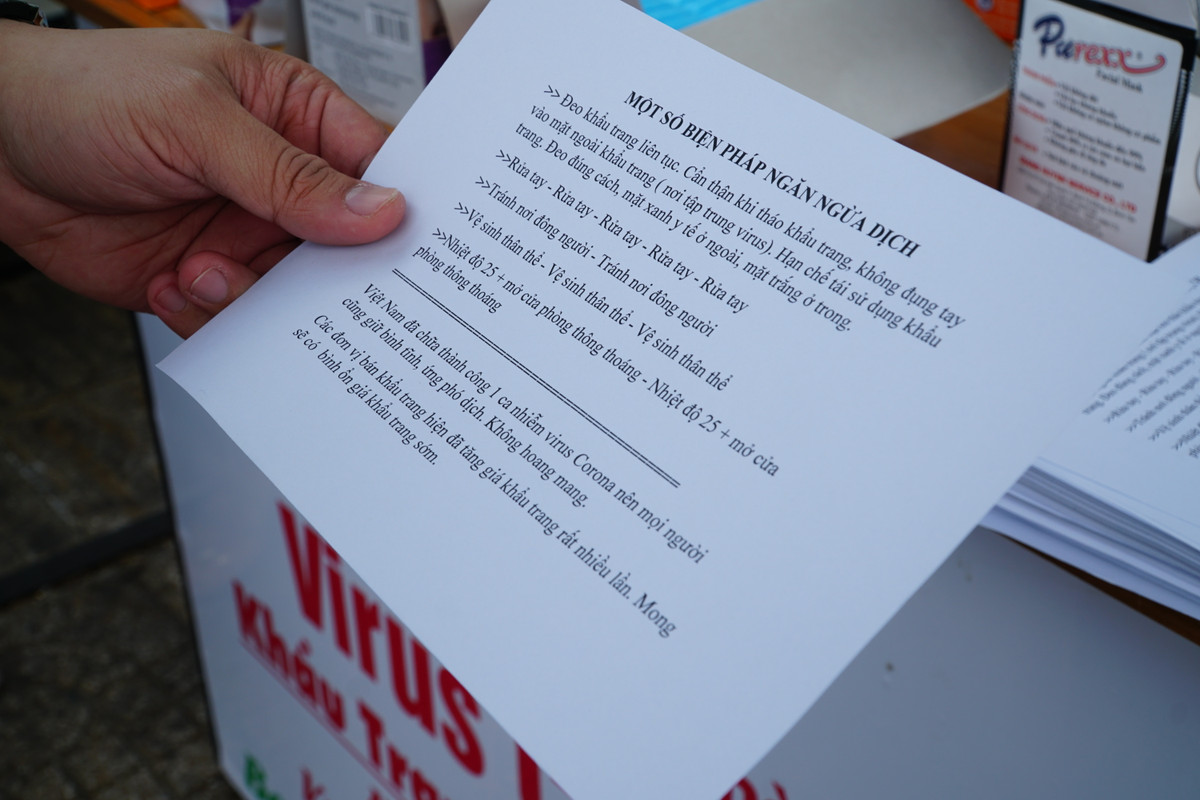 MỘT SỐ BIỆN PHÁP NGĂN NGỪA DỊCH
>> Đeo khẩu trang liên tục. Cẩn thận khi tháo khẩu trang, không đụng tay
vào mặt ngoài khẩu trang ( nơi tập trung virus). Hạn chế tái sử dụng khẩu
trang. Đeo đúng cách, mặt xanh y tế ở ngoài, mặt trắng ở trong.
>>Rửa tay - Rửa tay - Rửa tay - Rửa tay - Rửa tay
>>Tránh nơi đông người - Tránh nơi đông người
>>Vệ sinh thân thể - Vệ sinh thân thể - Vệ sinh thân thể
>>Nhiệt độ 25 + mở cửa phòng thông thoáng - Nhiệt độ 25 + mở cửa
phòng thông thoáng
Việt Nam đã chữa thành công 1 ca nhiễm virus Corona nên mọi người
cũng giữ bình tĩnh, ứng phó dịch. Không hoang mang.
Các đơn vị bán khẩu trang hiện đã tăng giá khẩu trang rất nhiều lần. Mong
sẽ có bình ổn giá khẩu trang sớm.
Purexx
Facial Mask
Virus
Khẩu Tra